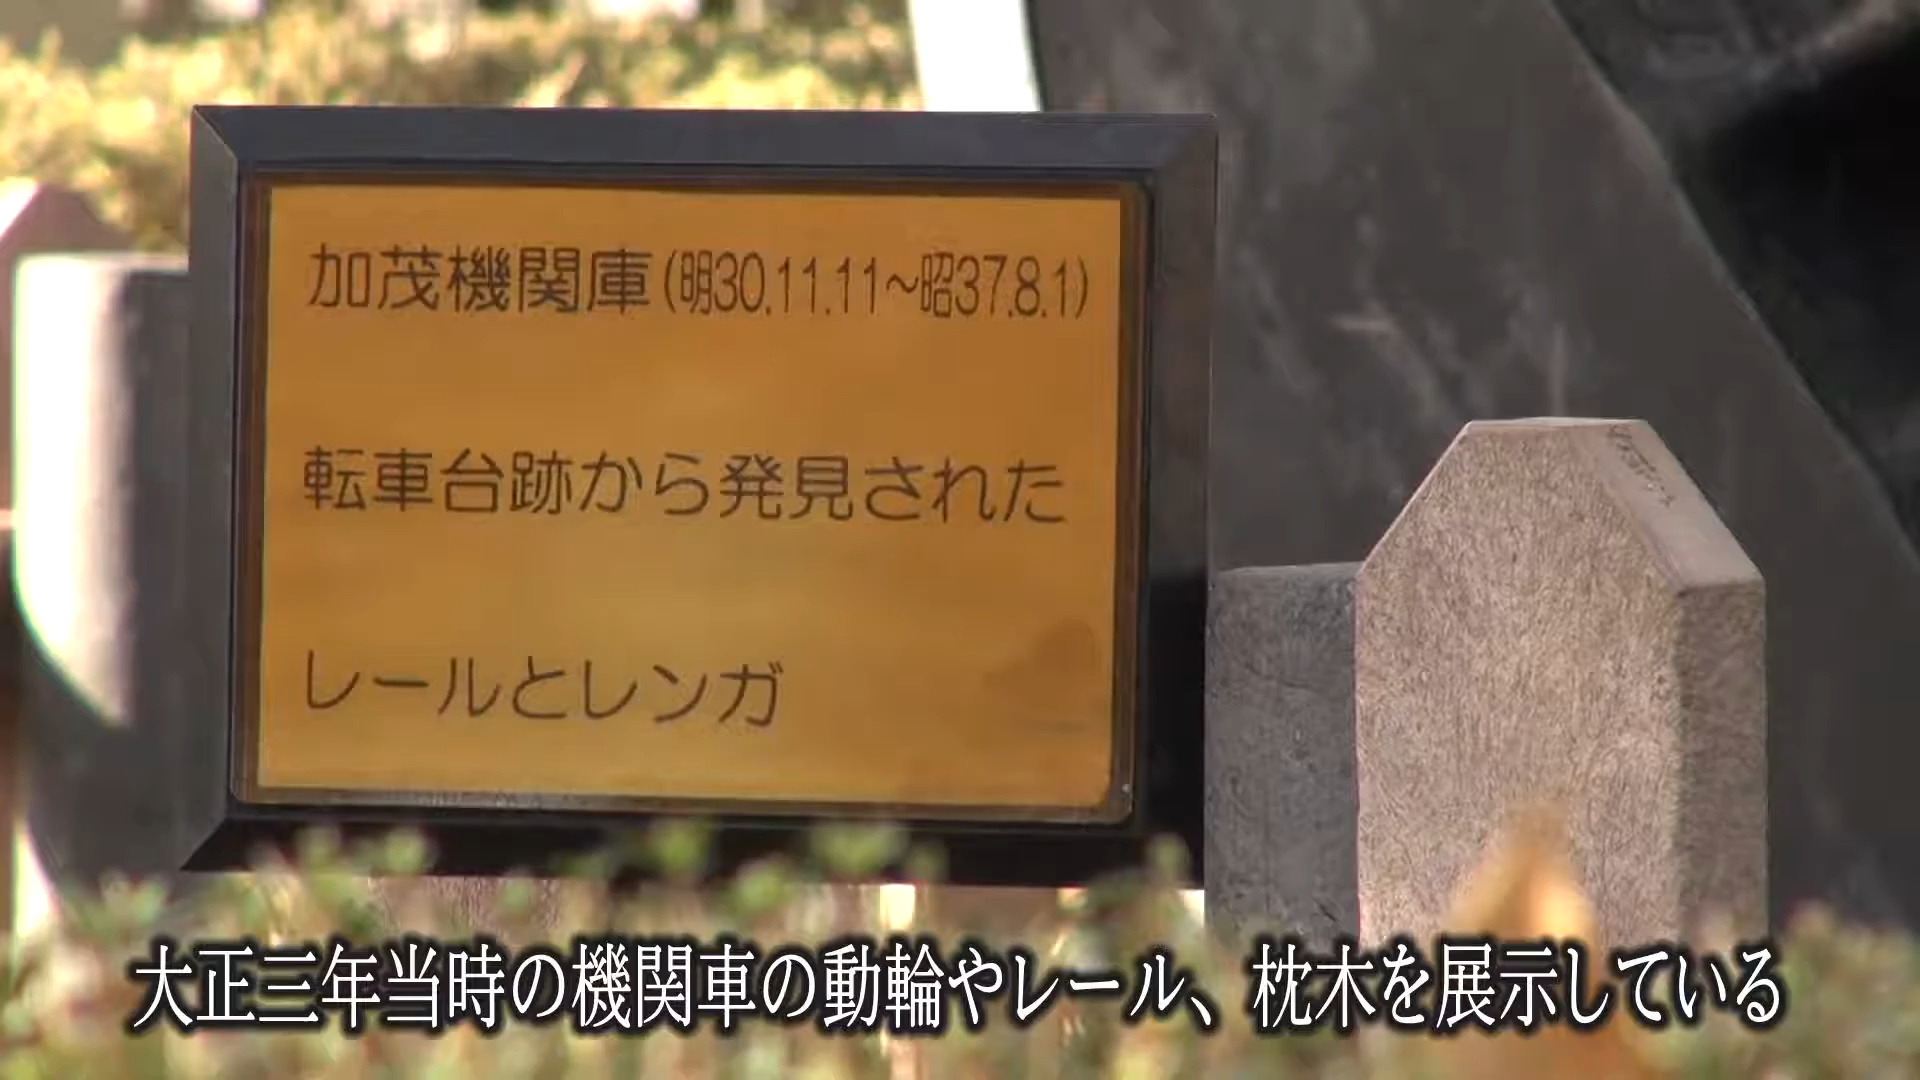 加茂機関庫(明30.11.11～昭37.8.1)
転車台跡から発見された
レールとレンガ
大正三年当時の機関車の動輪やレール、枕木を展示している